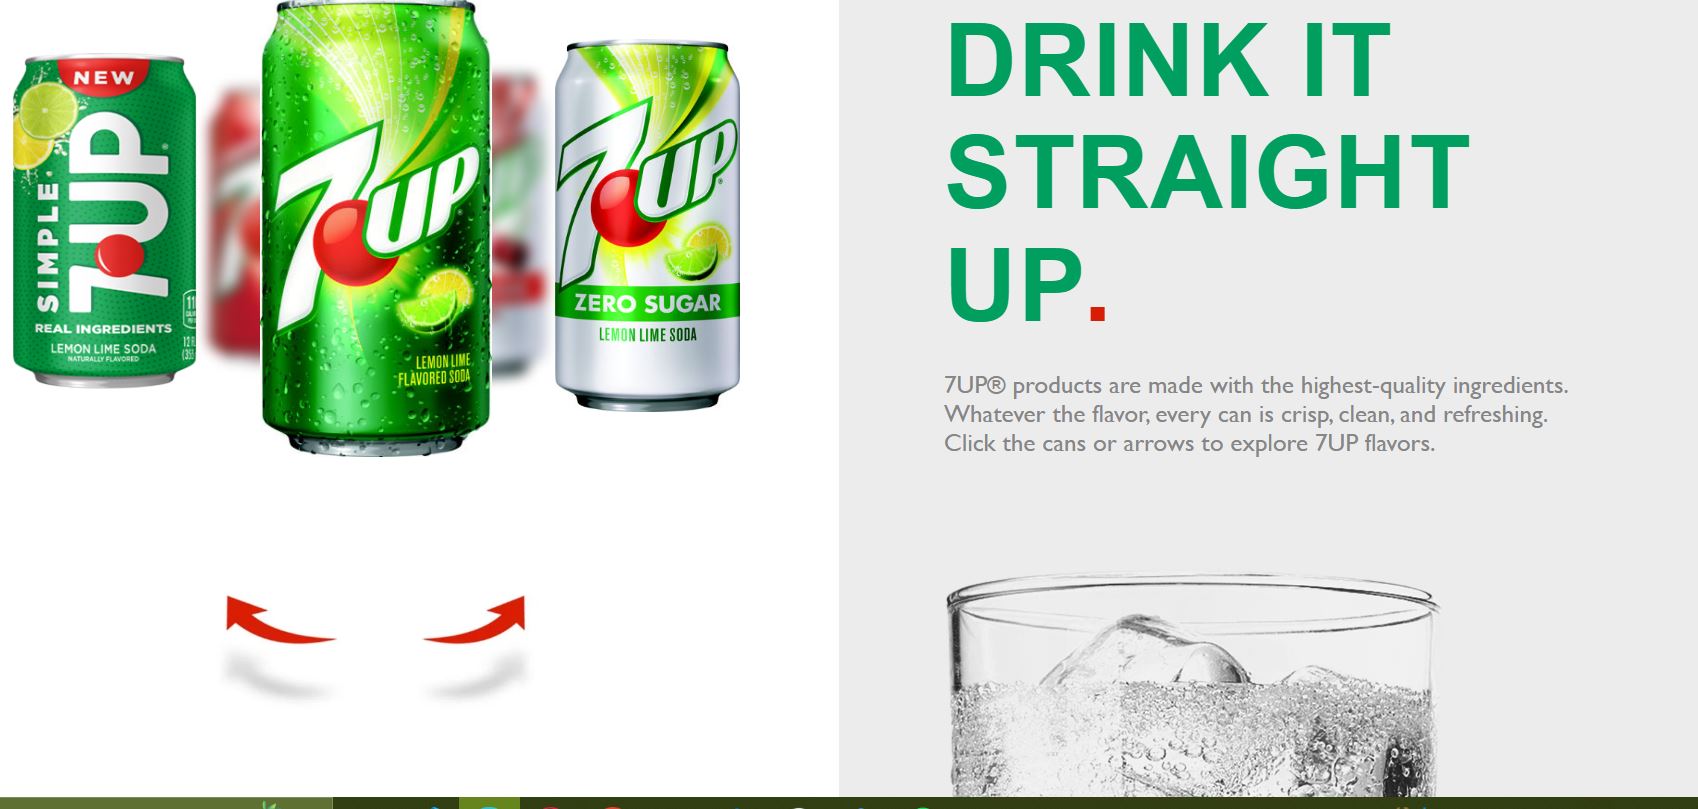 NEW
SIMPLE
7UP
REAL INGREDIENTS
LEMON LIME SODA
NATURALLY FLAVORED
7UP
LEMON LIME
FLAVORED SODA
7UP
ZERO SUGAR
LEMON LIME SODA
DRINK IT
STRAIGHT
UP.
7UP® products are made with the highest-quality ingredients.
Whatever the flavor, every can is crisp, clean, and refreshing.
Click the cans or arrows to explore 7UP flavors.